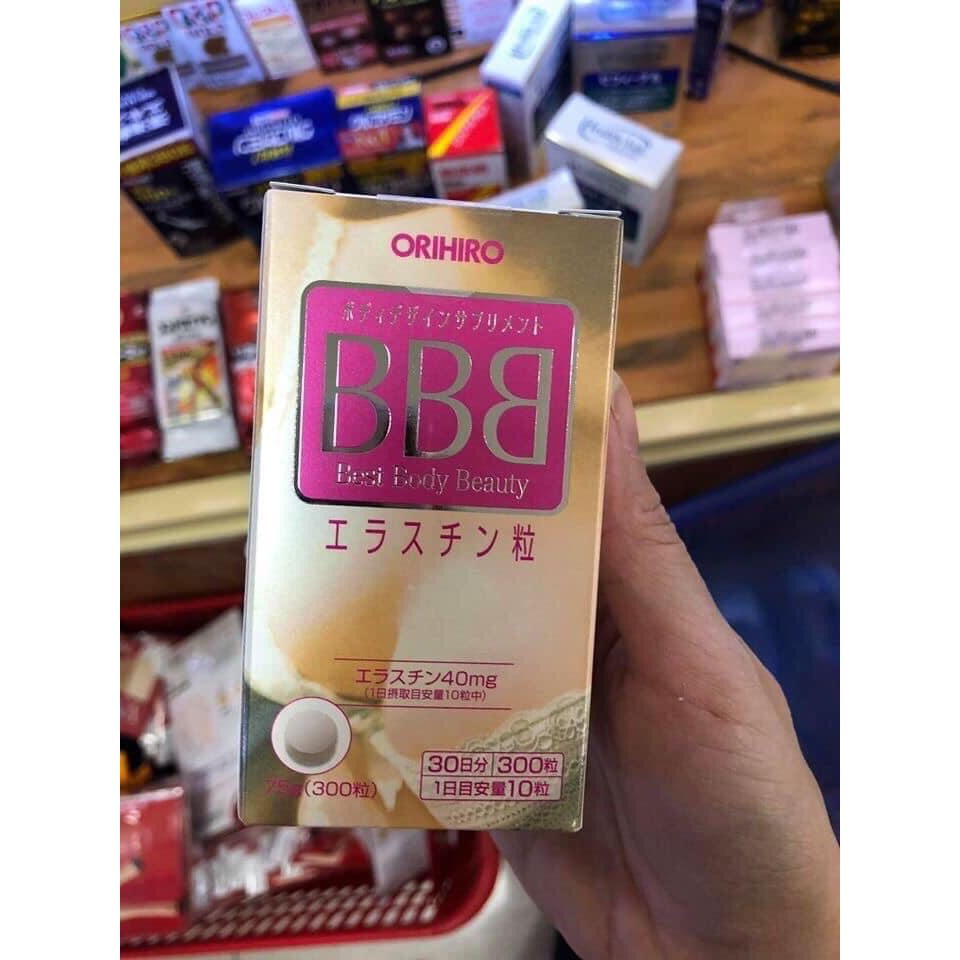 ORIHIRO
ボディデザインサプリメント
BBB
Best Body Beauty
エラスチン粒
エラスチン40mg
(1日摂取目安量10粒中)
30日分 300粒
1日目安量10粒
75g(300粒)